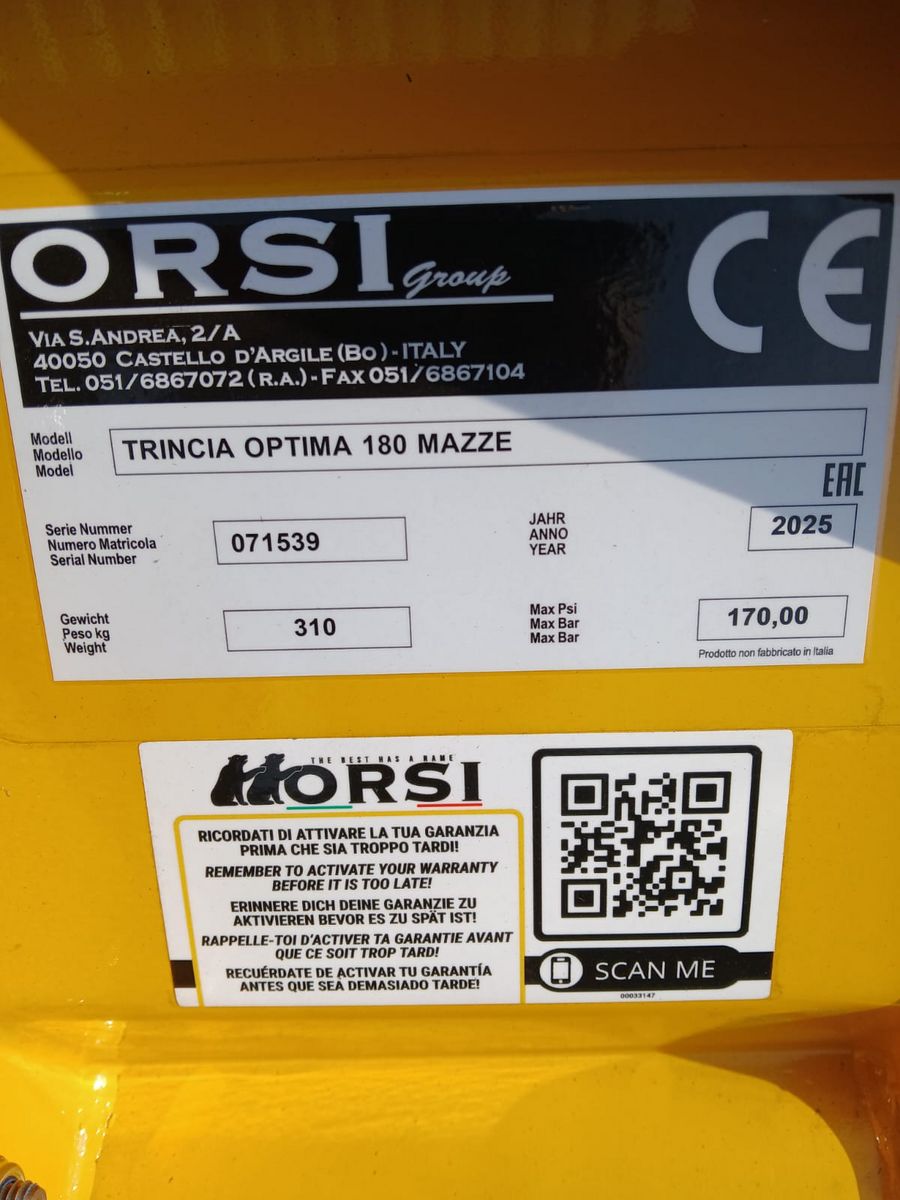 ORSI Group
CE
VIA S.ANDREA, 2/A
40050 CASTELLO D'ARGILE (BO) - ITALY
TEL. 051/6867072 (R.A.) - FAX 051/6867104
Modell
Modello
Model
TRINCIA OPTIMA 180 MAZZE
EAC
Serie Nummer
Numero Matricola
Serial Number
071539
JAHR
ANNO
YEAR
2025
Gewicht
Peso kg
Weight
310
Max Psi
Max Bar
Max Bar
170,00
Prodotto non fabbricato in Italia
THE BEST HAS A NAME
ORSI
RICORDATI DI ATTIVARE LA TUA GARANZIA
PRIMA CHE SIA TROPPO TARDI!
REMEMBER TO ACTIVATE YOUR WARRANTY
BEFORE IT IS TOO LATE!
ERINNERE DICH DEINE GARANZIE ZU
AKTIVIEREN BEVOR ES ZU SPÄT IST!
RAPPELLE-TOI D'ACTIVER TA GARANTIE AVANT
QUE CE SOIT TROP TARD!
RECUÉRDATE DE ACTIVAR TU GARANTÍA
ANTES QUE SEÀ DEMASIADO TARDE!
SCAN ME
00033147